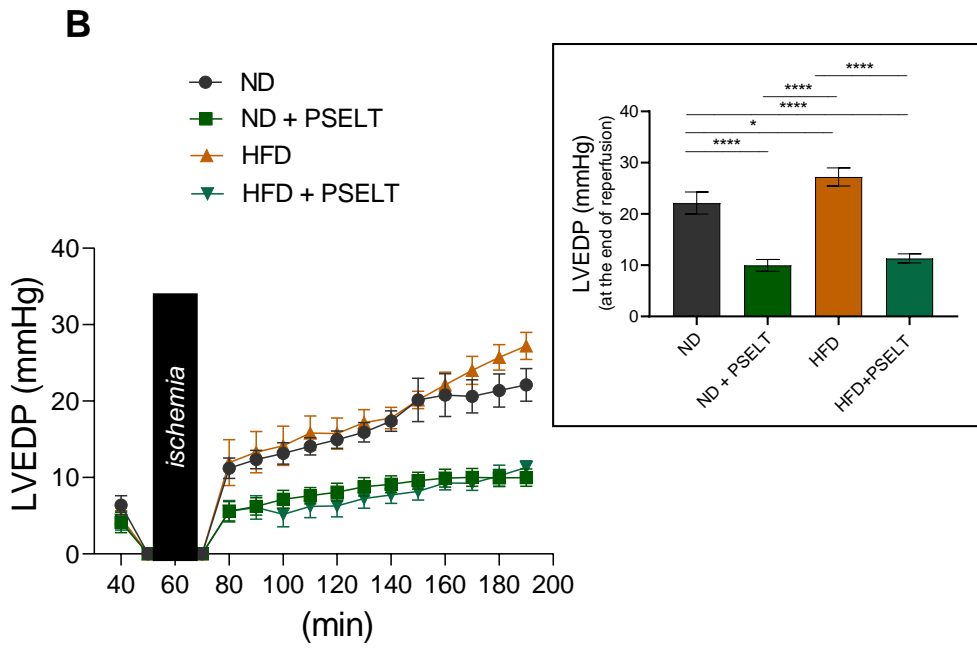 B
ND
ND + PSELT
HFD
HFD + PSELT
LVEDP (mmHg)
40
30
20
10
0
ischemia
40 60 80 100 120 140 160 180 200
(min)
LVEDP (mmHg)
(at the end of reperfusion)
40
30
20
10
0
****
****
****
*
****
ND
ND + PSELT
HFD
HFD+PSELT